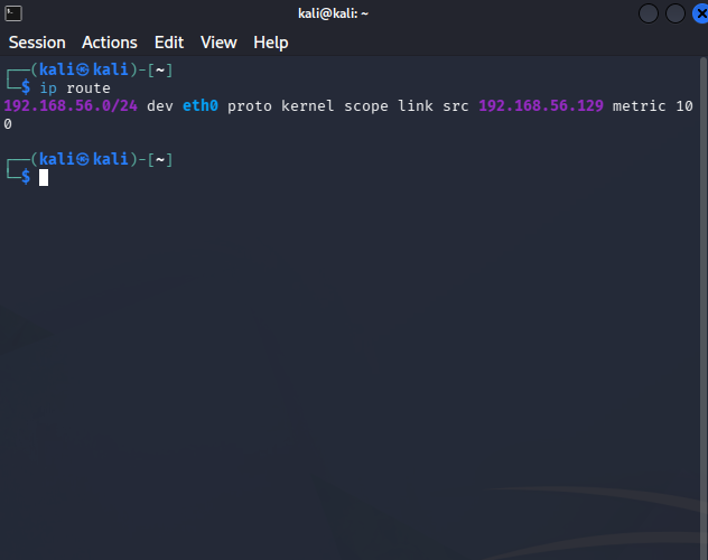 kali@kali: ~
Session Actions Edit View Help
┌──(kali㉿kali)-[~]
└─$ ip route
192.168.56.0/24 dev eth0 proto kernel scope link src 192.168.56.129 metric 10
0
┌──(kali㉿kali)-[~]
└─$